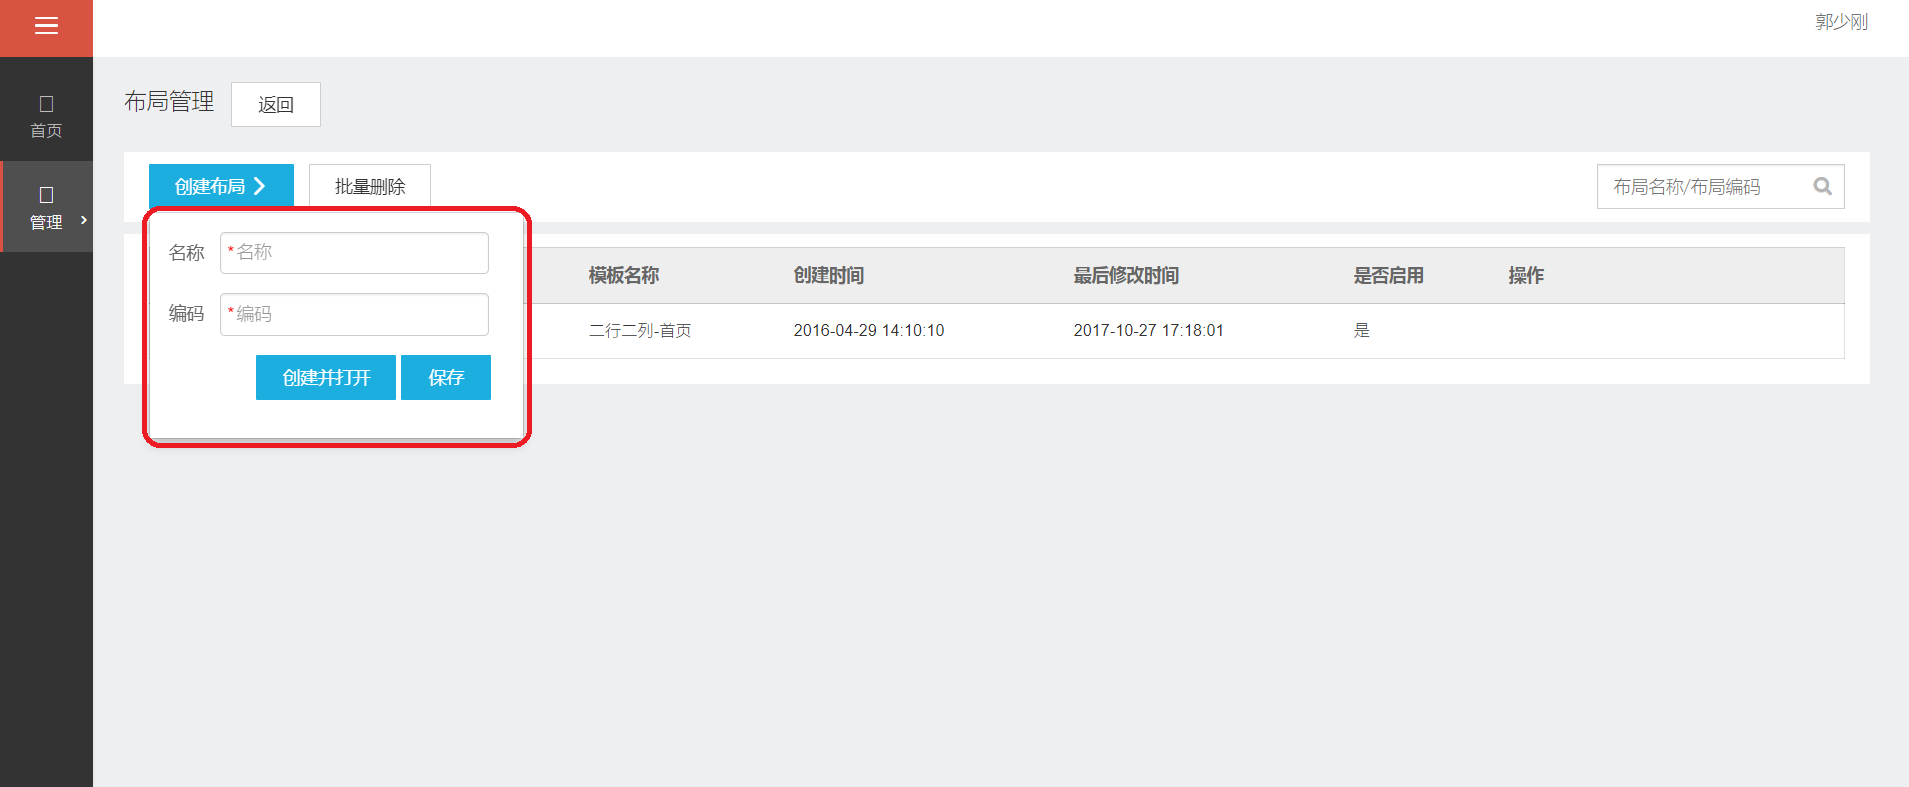 郭少刚
首页
管理
布局管理 返回
创建布局 批量删除 布局名称/布局编码
名称 *名称
编码 *编码
创建并打开 保存
模板名称 创建时间 最后修改时间 是否启用 操作
二行二列-首页 2016-04-29 14:10:10 2017-10-27 17:18:01 是